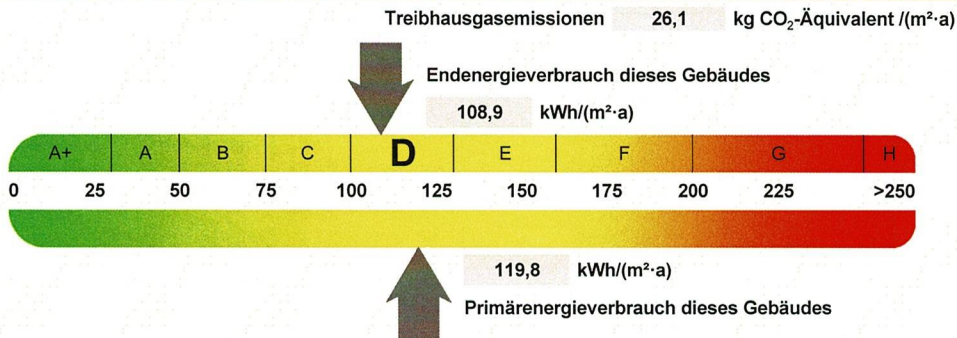 Treibhausgasemissionen 26,1 kg CO₂-Äquivalent /(m²·a)
Endenergieverbrauch dieses Gebäudes
108,9 kWh/(m²·a)
A+ A B C D E F G H
0 25 50 75 100 125 150 175 200 225 >250
119,8 kWh/(m²·a)
Primärenergieverbrauch dieses Gebäudes